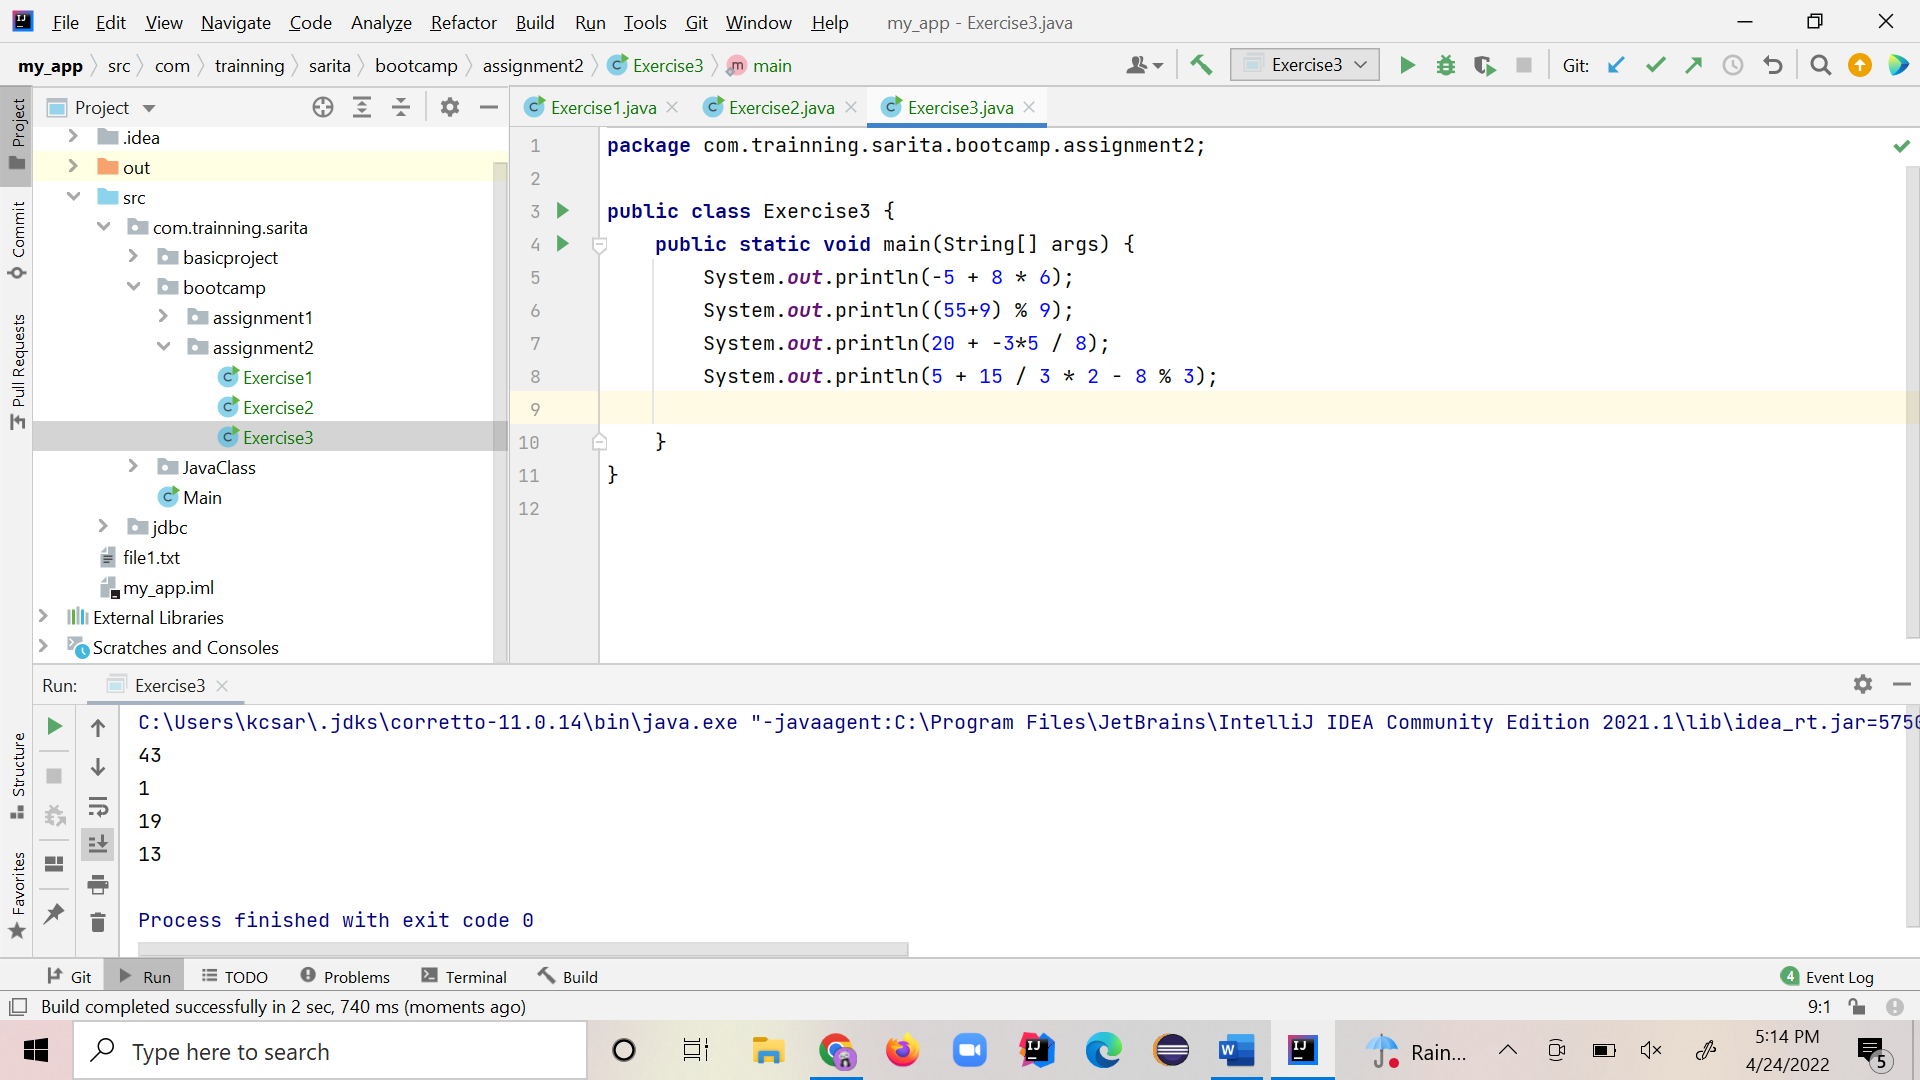 File Edit View Navigate Code Analyze Refactor Build Run Tools Git Window Help my_app - Exercise3.java
my_app src com trainning sarita bootcamp assignment2 Exercise3 main Exercise3 Git:
Project Exercise1.java Exercise2.java Exercise3.java
Project
Commit
Pull Requests
Structure
Favorites
.idea
out
src
com.trainning.sarita
basicproject
bootcamp
assignment1
assignment2
Exercise1
Exercise2
Exercise3
JavaClass
Main
jdbc
file1.txt
my_app.iml
External Libraries
Scratches and Consoles
1 package com.trainning.sarita.bootcamp.assignment2;
2
3 public class Exercise3 {
4 public static void main(String[] args) {
5 System.out.println(-5 + 8 * 6);
6 System.out.println((55+9) % 9);
7 System.out.println(20 + -3*5 / 8);
8 System.out.println(5 + 15 / 3 * 2 - 8 % 3);
9
10 }
11 }
12
Run: Exercise3
C:\Users\kcsar\.jdks\corretto-11.0.14\bin\java.exe "-javaagent:C:\Program Files\JetBrains\IntelliJ IDEA Community Edition 2021.1\lib\idea_rt.jar=5750
43
1
19
13
Process finished with exit code 0
Git Run TODO Problems Terminal Build 4 Event Log
Build completed successfully in 2 sec, 740 ms (moments ago) 9:1
Type here to search Rain... 5:14 PM
4/24/2022 5